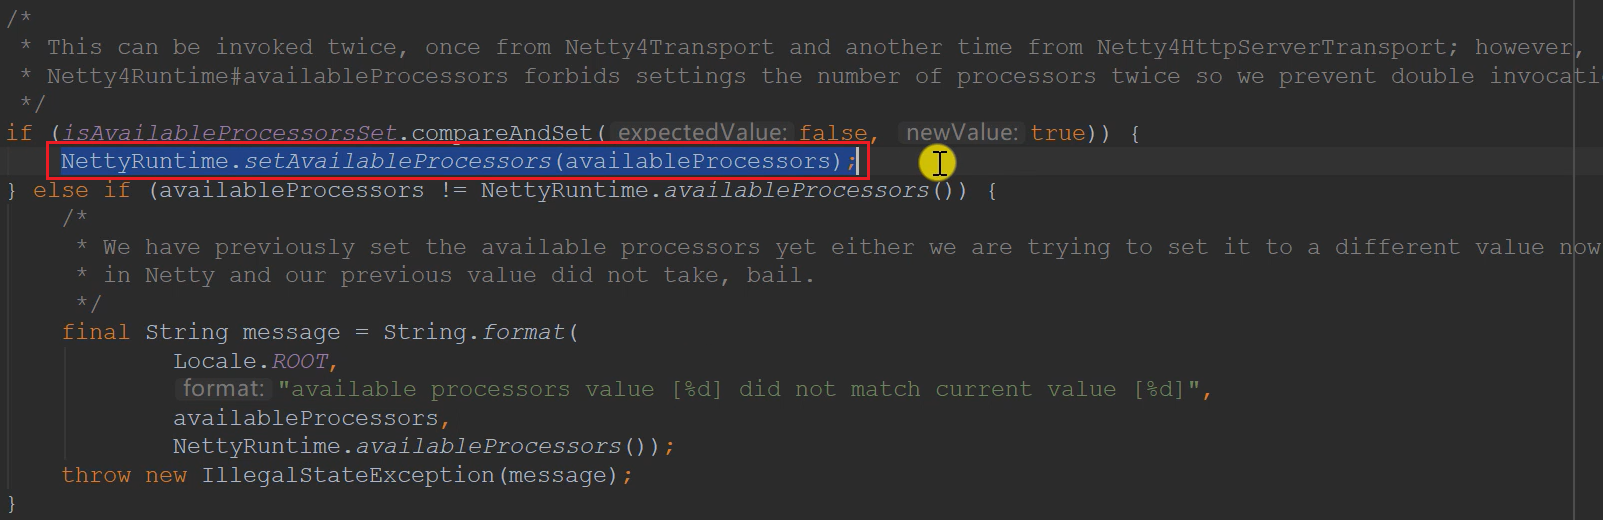 /*
* This can be invoked twice, once from Netty4Transport and another time from Netty4HttpServerTransport; however,
* Netty4Runtime#availableProcessors forbids settings the number of processors twice so we prevent double invocati
*/
if (isAvailableProcessorsSet.compareAndSet( expectedValue: false, newValue: true)) {
NettyRuntime.setAvailableProcessors(availableProcessors);
} else if (availableProcessors != NettyRuntime.availableProcessors()) {
/*
* We have previously set the available processors yet either we are trying to set it to a different value now
* in Netty and our previous value did not take, bail.
*/
final String message = String.format(
Locale.ROOT,
format: "available processors value [%d] did not match current value [%d]",
availableProcessors,
NettyRuntime.availableProcessors());
throw new IllegalStateException(message);
}